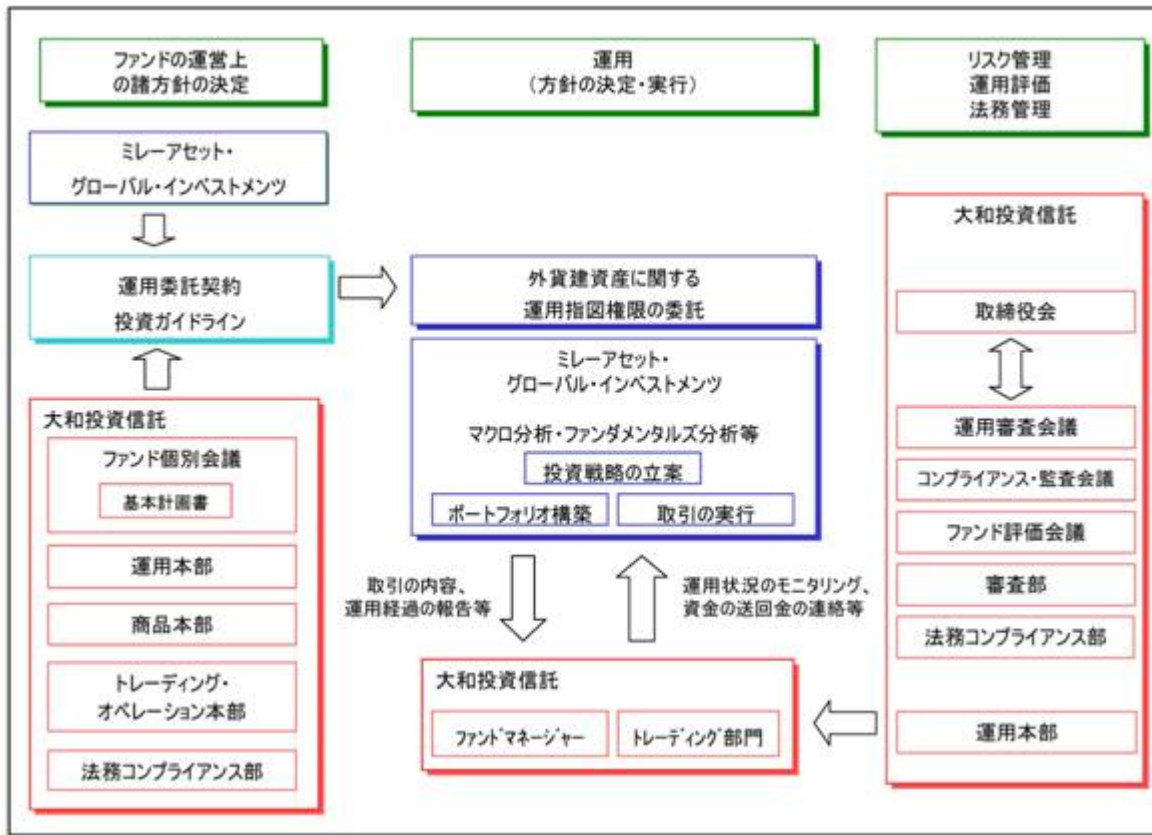 ファンドの運営上
の諸方針の決定
運用
(方針の決定・実行)
リスク管理
運用評価
法務管理
ミレーアセット・
グローバル・インベストメンツ
運用委託契約
投資ガイドライン
大和投資信託
ファンド個別会議
基本計画書
運用本部
商品本部
トレーディング・
オペレーション本部
法務コンプライアンス部
外貨建資産に関する
運用指図権限の委託
ミレーアセット・
グローバル・インベストメンツ
マクロ分析・ファンダメンタルズ分析等
投資戦略の立案
ポートフォリオ構築
取引の実行
取引の内容、
運用経過の報告等
運用状況のモニタリング、
資金の送回金の連絡等
大和投資信託
ファンドマネージャー
トレーディング部門
大和投資信託
取締役会
運用審査会議
コンプライアンス・監査会議
ファンド評価会議
審査部
法務コンプライアンス部
運用本部